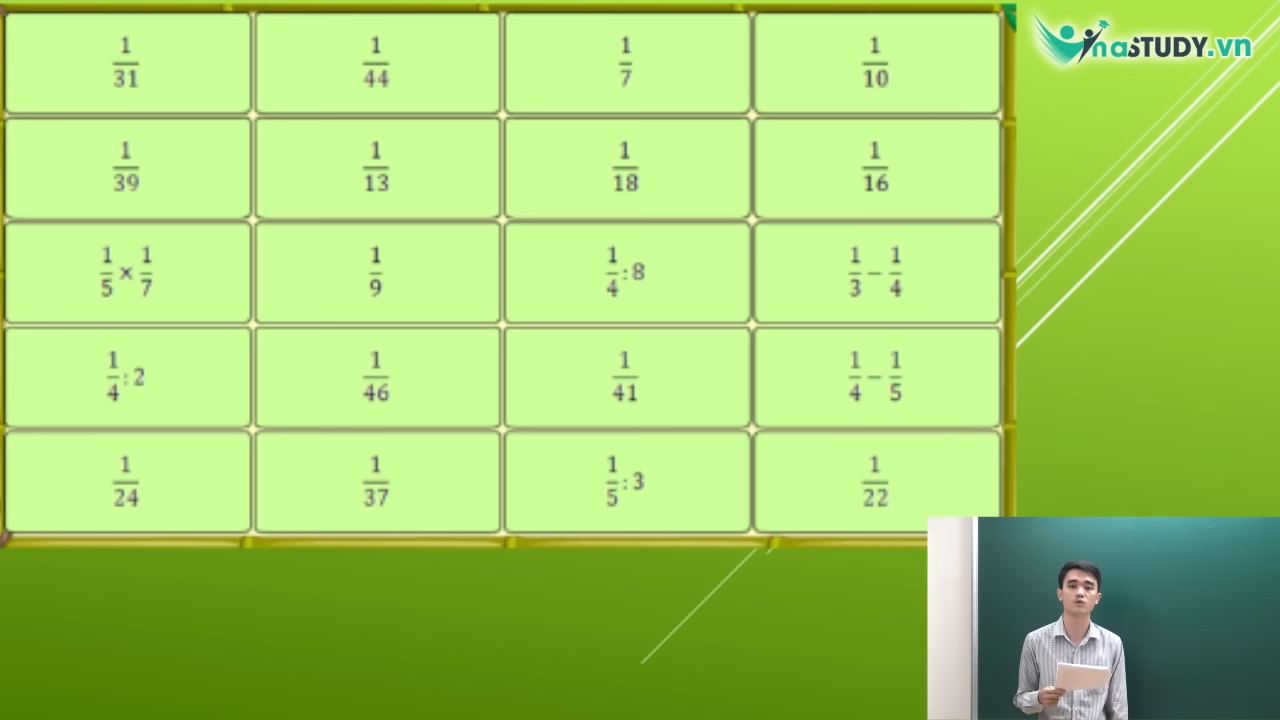 naSTUDY.vn
1/31 1/44 1/7 1/10
1/39 1/13 1/18 1/16
1/5 × 1/7 1/9 1/4 : 8 1/3 − 1/4
1/4 : 2 1/46 1/41 1/4 − 1/5
1/24 1/37 1/5 : 3 1/22